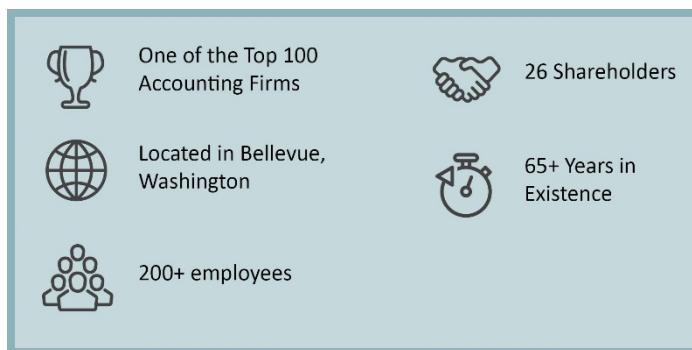 One of the Top 100
Accounting Firms
Located in Bellevue,
Washington
200+ employees
26 Shareholders
65+ Years in
Existence